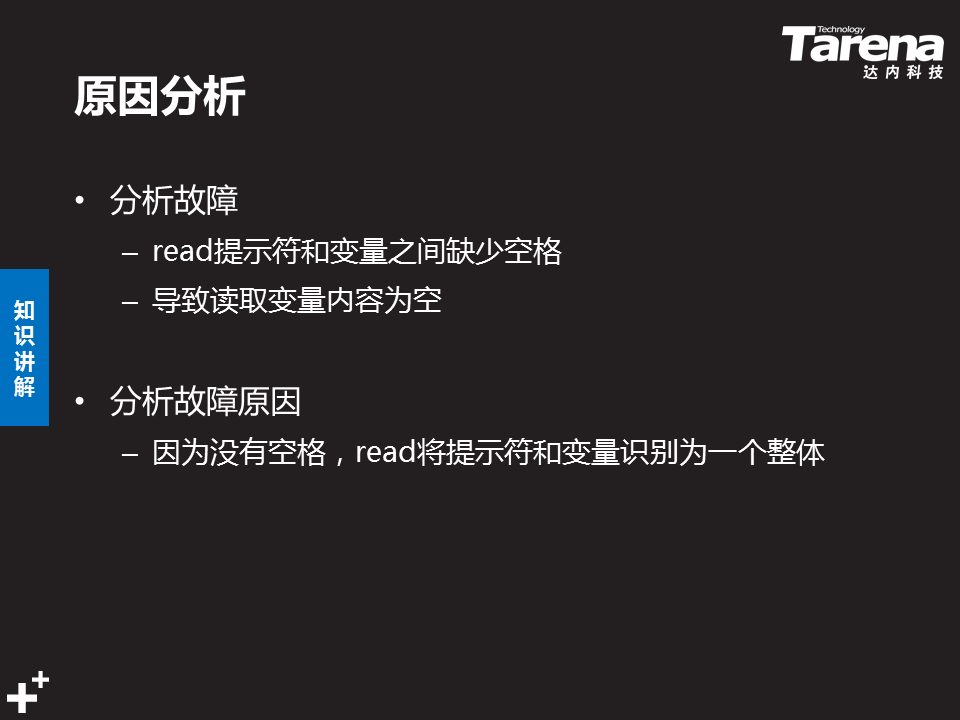 Technology
Tarena
达内科技
原因分析
• 分析故障
– read提示符和变量之间缺少空格
– 导致读取变量内容为空
知识讲解
• 分析故障原因
– 因为没有空格，read将提示符和变量识别为一个整体